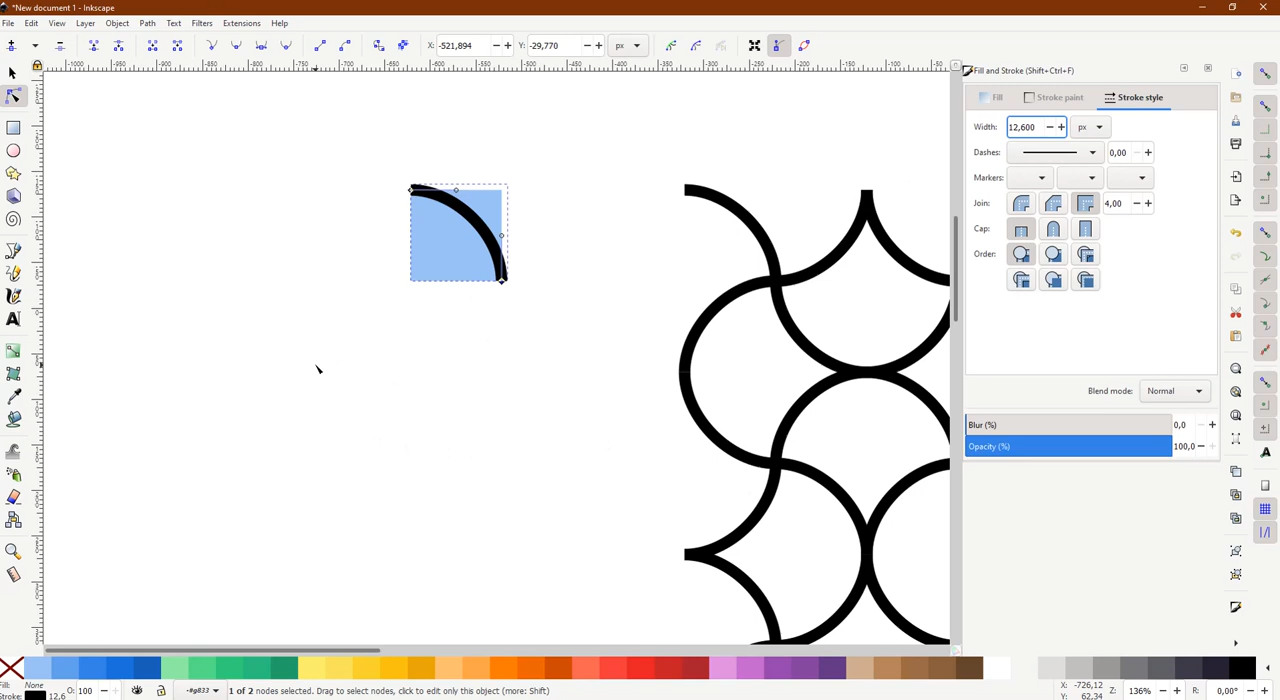 *New document 1 - Inkscape
File Edit View Layer Object Path Text Filters Extensions Help
X: -521,894 Y: -29,770 px
Fill and Stroke (Shift+Ctrl+F)
Fill Stroke paint Stroke style
Width: 12,600 px
Dashes: 0,00
Markers:
Join: 4,00
Cap:
Order:
Blend mode: Normal
Blur (%) 0,0
Opacity (%) 100,0
Fill: None
Stroke: 12,6
O: 100
-#g833
1 of 2 nodes selected. Drag to select nodes, click to edit only this object (more: Shift)
X: -726,12
Y: 62,34
Z: 136%
R: 0,00°